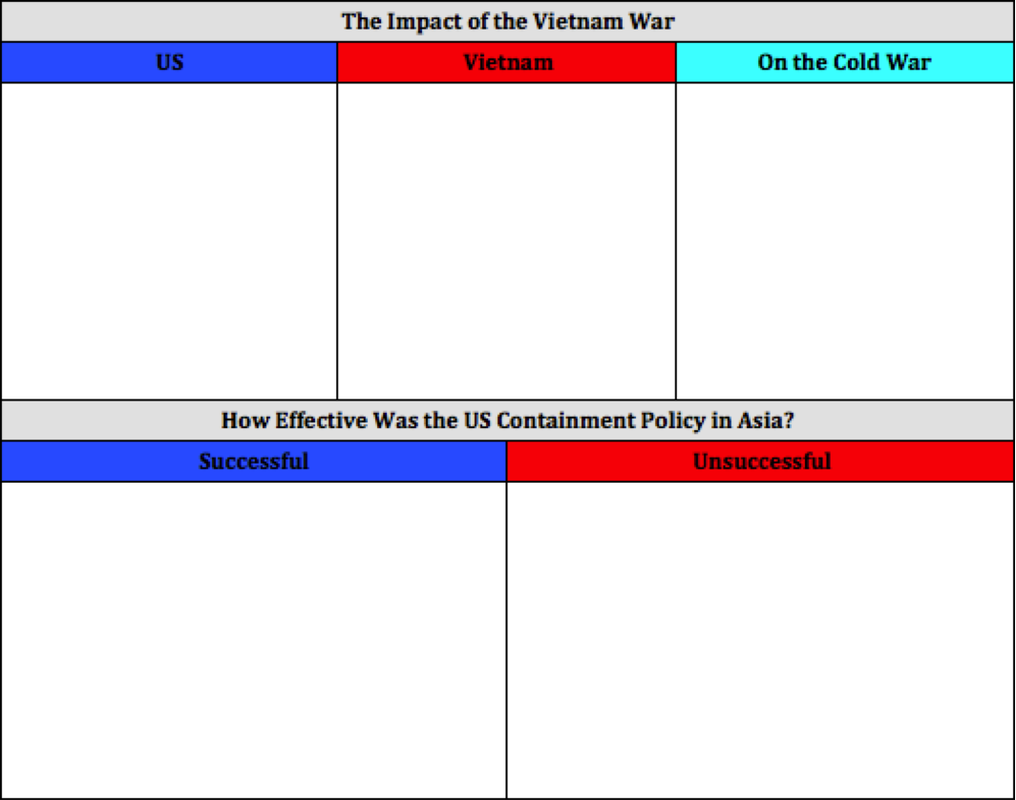 The Impact of the Vietnam War
US
Vietnam
On the Cold War
How Effective Was the US Containment Policy in Asia?
Successful
Unsuccessful